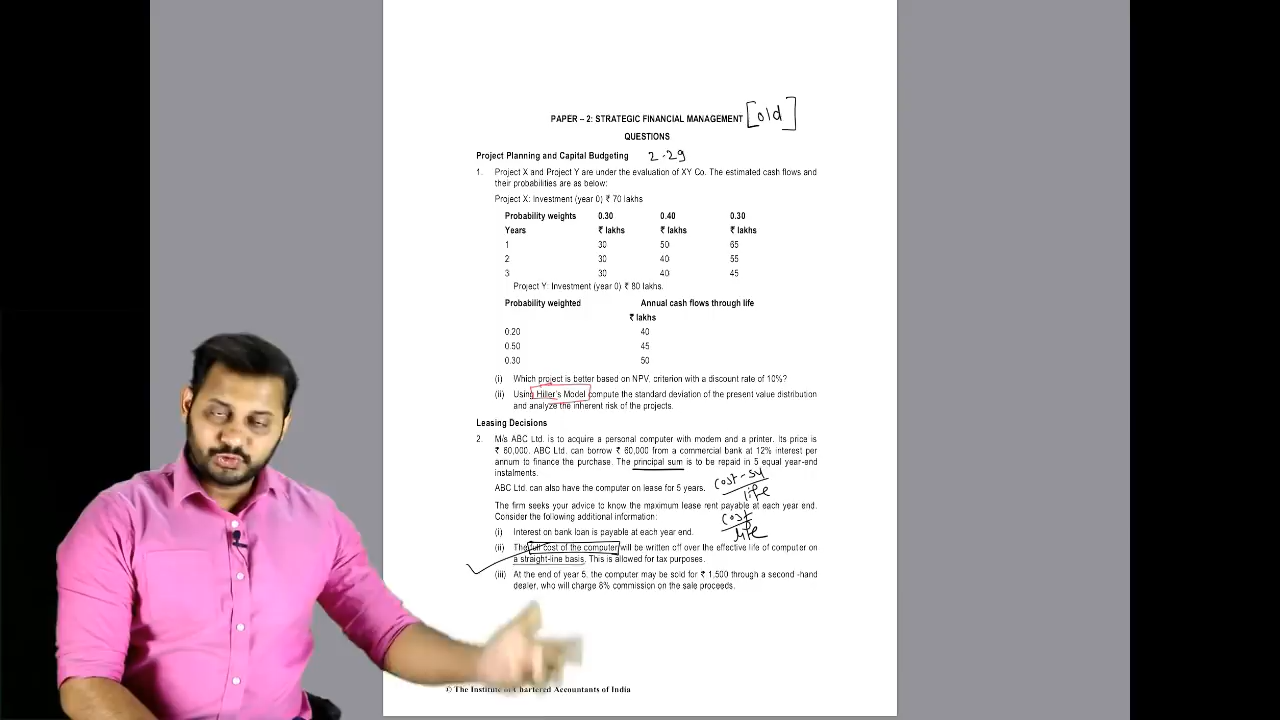 PAPER – 2: STRATEGIC FINANCIAL MANAGEMENT [old]
QUESTIONS
Project Planning and Capital Budgeting 2.29
1. Project X and Project Y are under the evaluation of XY Co. The estimated cash flows and
their probabilities are as below:
Project X: Investment (year 0) ₹ 70 lakhs
Probability weights 0.30 0.40 0.30
Years ₹ lakhs ₹ lakhs ₹ lakhs
1 30 50 65
2 30 40 55
3 30 40 45
Project Y: Investment (year 0) ₹ 80 lakhs.
Probability weighted Annual cash flows through life
₹ lakhs
0.20 40
0.50 45
0.30 50
(i) Which project is better based on NPV, criterion with a discount rate of 10%?
(ii) Using Hiller's Model compute the standard deviation of the present value distribution
and analyze the inherent risk of the projects.
Leasing Decisions
2. M/s ABC Ltd. is to acquire a personal computer with modem and a printer. Its price is
₹ 60,000. ABC Ltd. can borrow ₹ 60,000 from a commercial bank at 12% interest per
annum to finance the purchase. The principal sum is to be repaid in 5 equal year-end
instalments.
ABC Ltd. can also have the computer on lease for 5 years.
cost - SV
life
The firm seeks your advice to know the maximum lease rent payable at each year end.
Consider the following additional information:
cost
life
(i) Interest on bank loan is payable at each year end.
(ii) The full cost of the computer will be written off over the effective life of computer on
a straight-line basis. This is allowed for tax purposes.
(iii) At the end of year 5, the computer may be sold for ₹ 1,500 through a second -hand
dealer, who will charge 8% commission on the sale proceeds.
© The Institute of Chartered Accountants of India